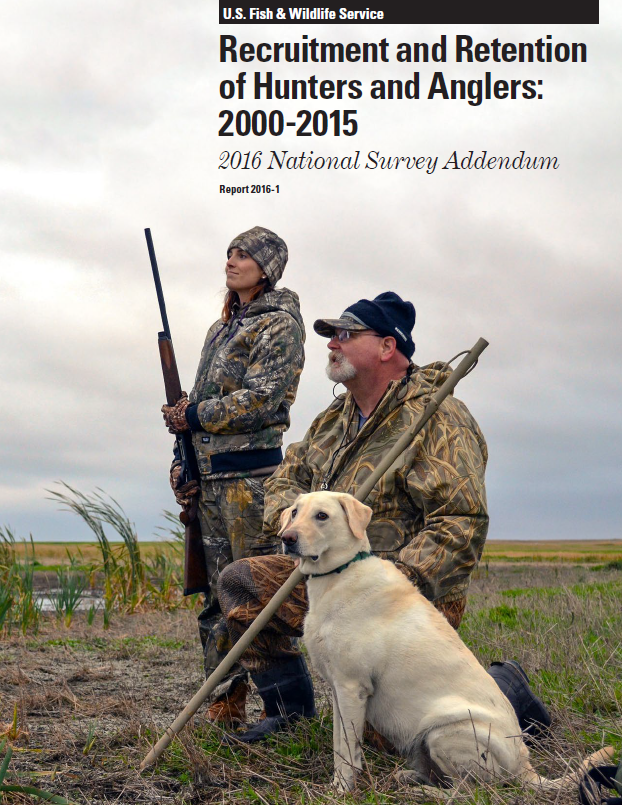 U.S. Fish & Wildlife Service
Recruitment and Retention
of Hunters and Anglers:
2000-2015
2016 National Survey Addendum
Report 2016-1